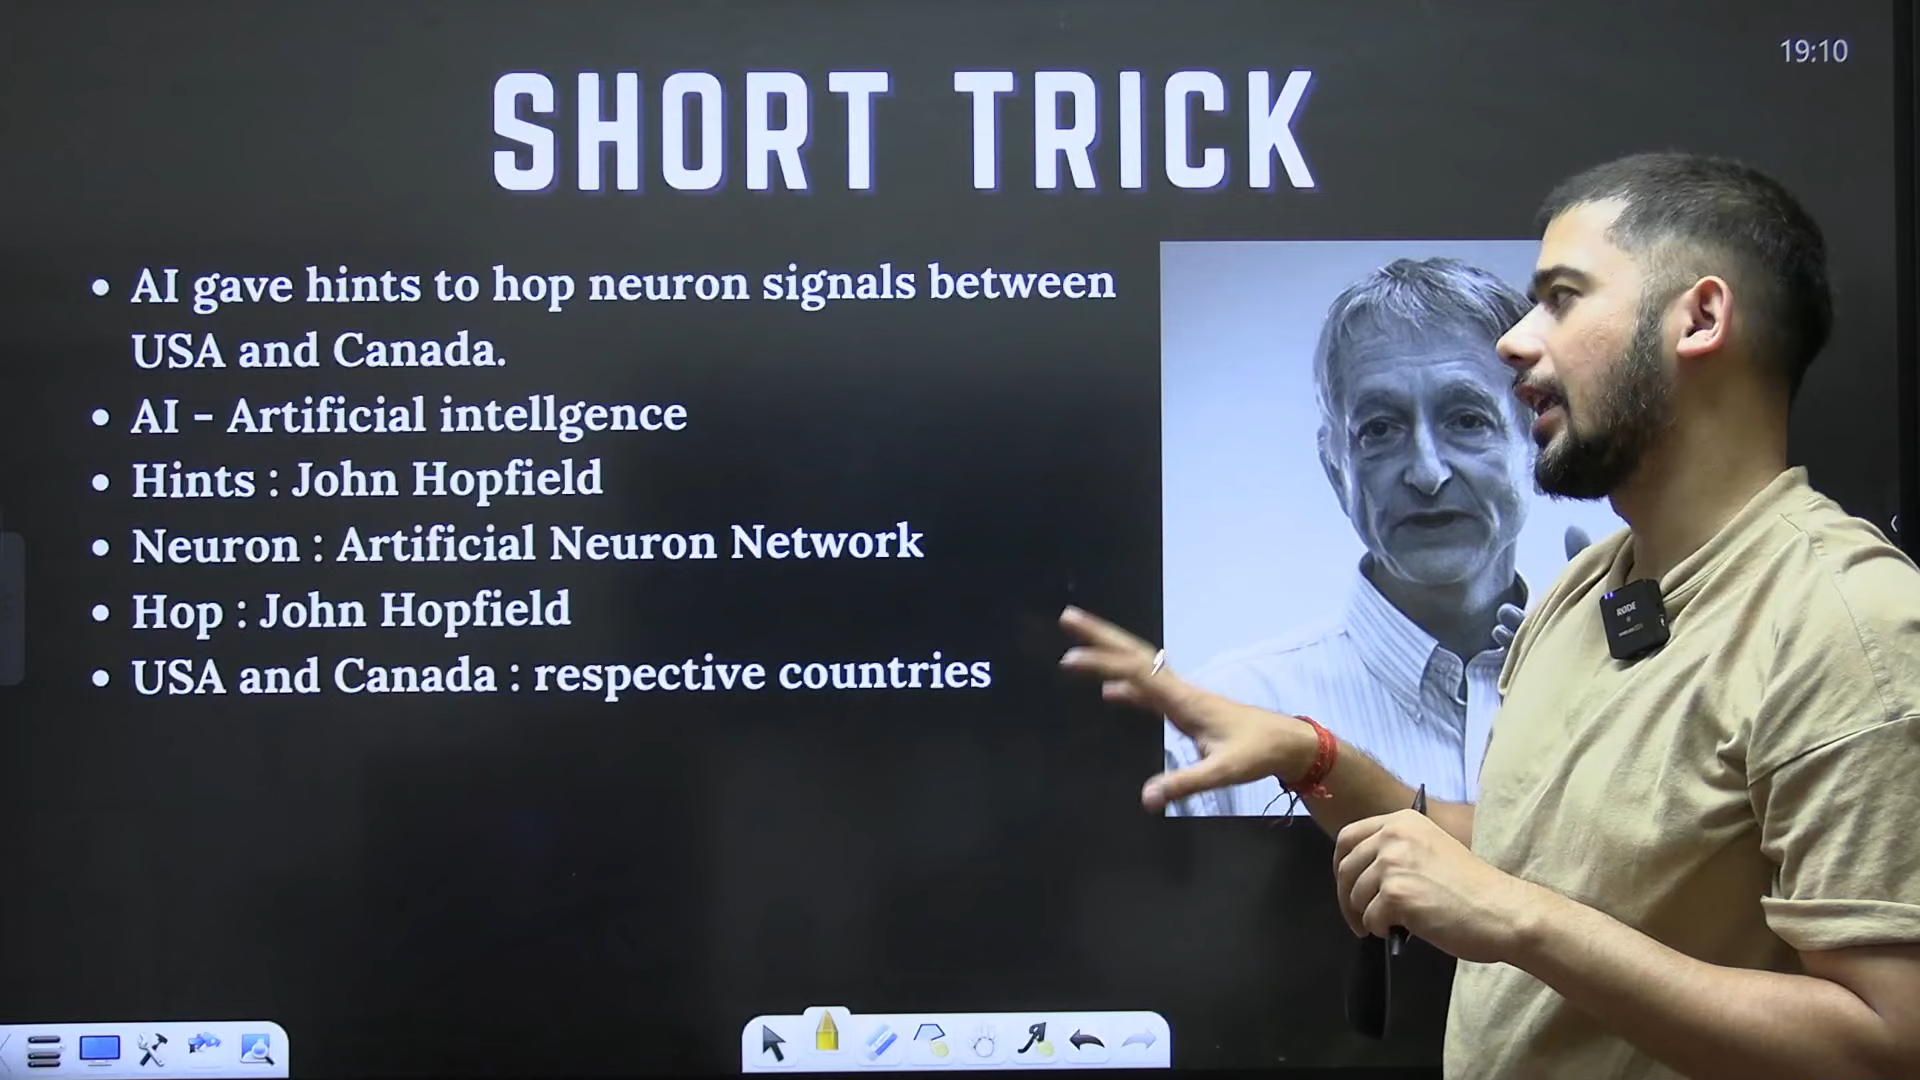 19:10
SHORT TRICK
• AI gave hints to hop neuron signals between
USA and Canada.
• AI - Artificial intellgence
• Hints : John Hopfield
• Neuron : Artificial Neuron Network
• Hop : John Hopfield
• USA and Canada : respective countries
RØDE